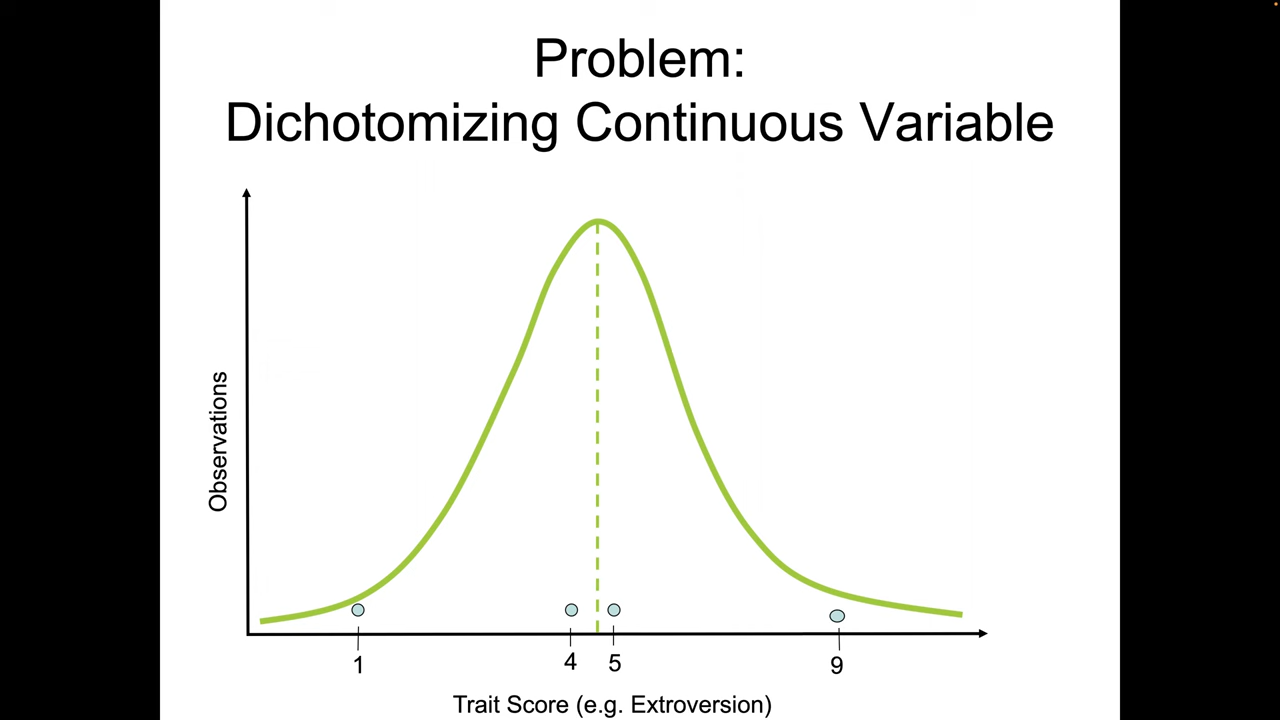 Problem:
Dichotomizing Continuous Variable
Observations
1
4
5
9
Trait Score (e.g. Extroversion)